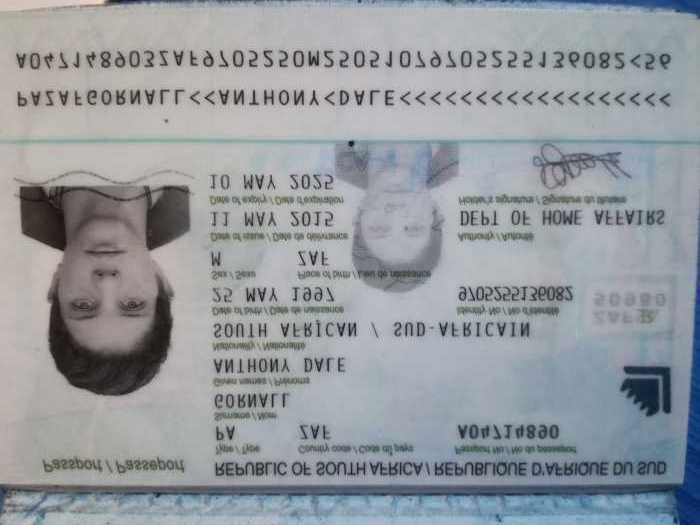 REPUBLIC OF SOUTH AFRICA / REPUBLIQUE D'AFRIQUE DU SUD
Passport / Passeport
Type / Type Country code / Code du pays Passport No / No du passeport
PA ZAF A04714890
Surname / Nom
GORNALL
Given names / Prénoms
ANTHONY DALE
Nationality / Nationalité
SOUTH AFRICAN / SUD-AFRICAIN
Date of birth / Date de naissance Identity No / No d'identité
25 MAY 1997 9705255136082
Sex / Sexe Place of birth / Lieu de naissance
M ZAF
Date of issue / Date de délivrance Authority / Autorité
11 MAY 2015 DEPT OF HOME AFFAIRS
Date of expiry / Date d'expiration Holder's signature / Signature du titulaire
10 MAY 2025
PAZAFGORNALL<<ANTHONY<DALE<<<<<<<<<<<<<<<<<<
A047148903ZAF9705250M25051079705255136082<56